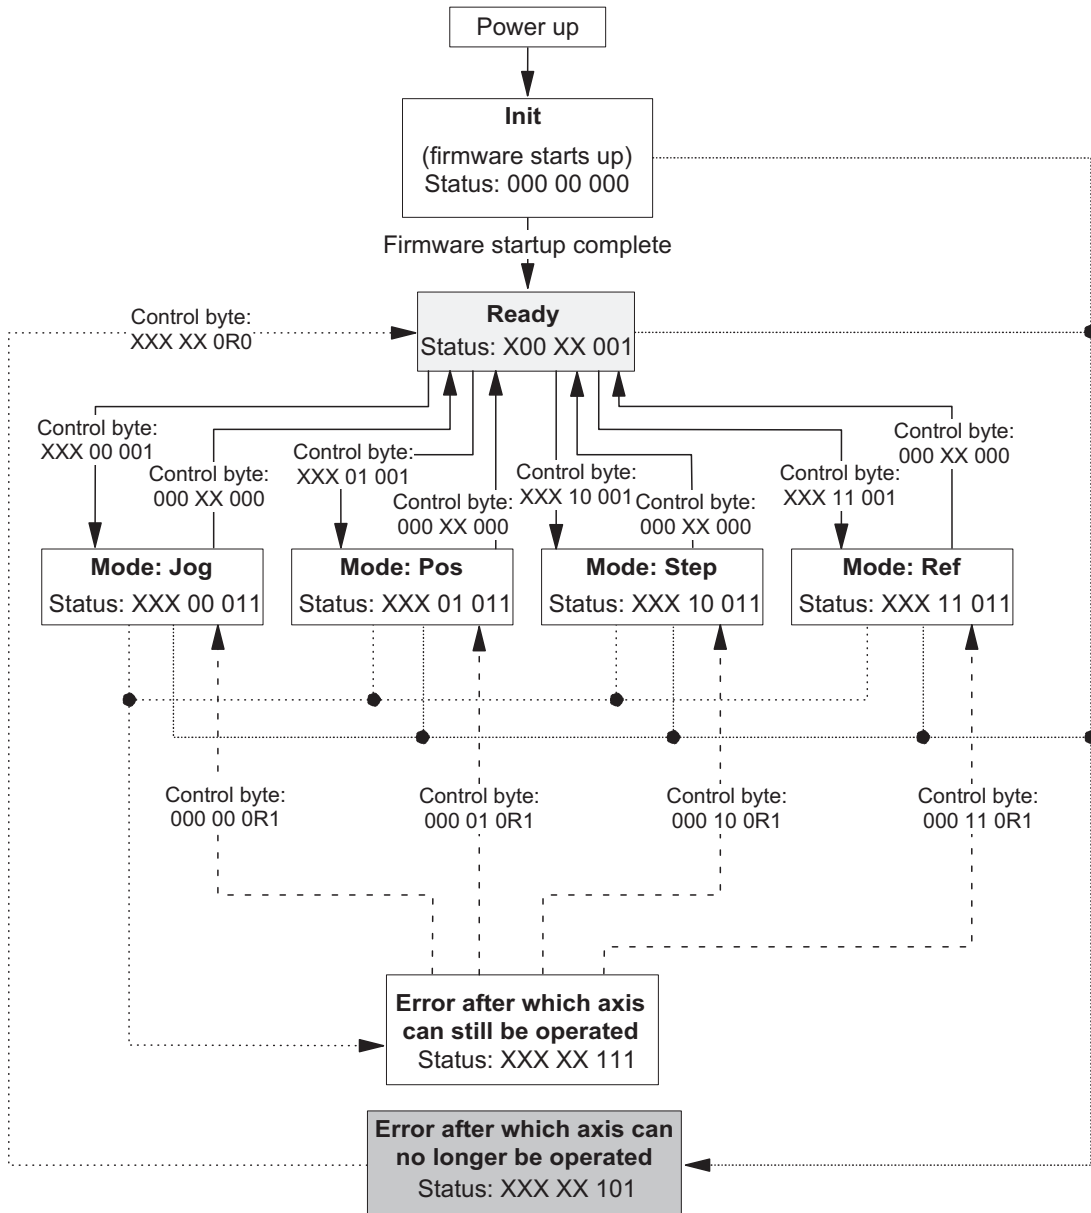 Power up
Init
(firmware starts up)
Status: 000 00 000
Firmware startup complete
Control byte:
XXX XX 0R0
Ready
Status: X00 XX 001
Control byte:
XXX 00 001
Control byte:
000 XX 000
Control byte:
XXX 01 001
Control byte:
000 XX 000
Control byte:
XXX 10 001
Control byte:
000 XX 000
Control byte:
XXX 11 001
Control byte:
000 XX 000
Mode: Jog
Status: XXX 00 011
Mode: Pos
Status: XXX 01 011
Mode: Step
Status: XXX 10 011
Mode: Ref
Status: XXX 11 011
Control byte:
000 00 0R1
Control byte:
000 01 0R1
Control byte:
000 10 0R1
Control byte:
000 11 0R1
Error after which axis
can still be operated
Status: XXX XX 111
Error after which axis can
no longer be operated
Status: XXX XX 101